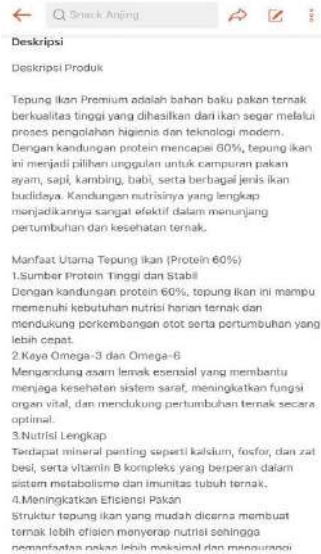 Smack Anjing
Deskripsi
Deskripsi Produk
Tepung Ikan Premium adalah bahan baku pakan ternak
berkualitas tinggi yang dihasilkan dari ikan segar melalui
proses pengolahan higienis dan teknologi modern.
Dengan kandungan protein mencapai 60%, tepung ikan
ini menjadi pilihan unggulan untuk campuran pakan
ayam, sapi, kambing, babi, serta berbagai jenis ikan
budidaya. Kandungan nutrisinya yang lengkap
menjadikannya sangat efektif dalam menunjang
pertumbuhan dan kesehatan ternak.
Manfaat Utama Tepung Ikan (Protein 60%)
1.Sumber Protein Tinggi dan Stabil
Dengan kandungan protein 60%, tepung ikan ini mampu
memenuhi kebutuhan nutrisi harian ternak dan
mendukung perkembangan otot serta pertumbuhan yang
lebih cepat.
2.Kaya Omega-3 dan Omega-6
Mengandung asam lemak esensial yang membantu
menjaga kesehatan sistem saraf, meningkatkan fungsi
organ vital, dan mendukung pertumbuhan ternak secara
optimal.
3.Nutrisi Lengkap
Terdapat mineral penting seperti kalsium, fosfor, dan zat
besi, serta vitamin B kompleks yang berperan dalam
sistem metabolisme dan imunitas tubuh ternak.
4.Meningkatkan Efisiensi Pakan
Struktur tepung ikan yang mudah dicerna membuat
ternak lebih efisien menyerap nutrisi sehingga
pemanfaatan pakan lebih maksimal dan mengurangi